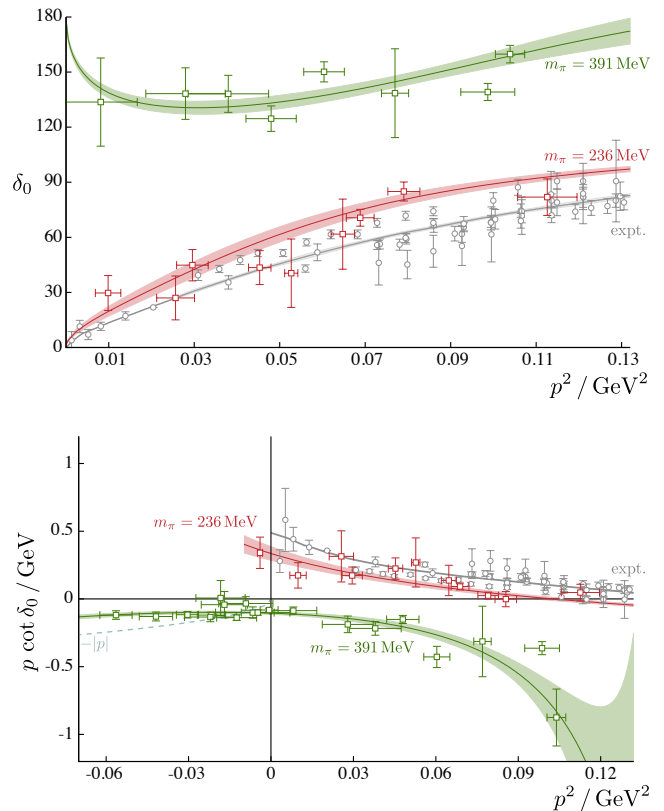 180
150
120
90
60
30
0
δ₀
m_π = 391 MeV
m_π = 236 MeV
expt.
0.01 0.03 0.05 0.07 0.09 0.11 0.13
p² / GeV²
1
0.5
0
-0.5
-1
p cot δ₀ / GeV
m_π = 236 MeV
expt.
−|p|
m_π = 391 MeV
-0.06 -0.03 0 0.03 0.06 0.09 0.12
p² / GeV²